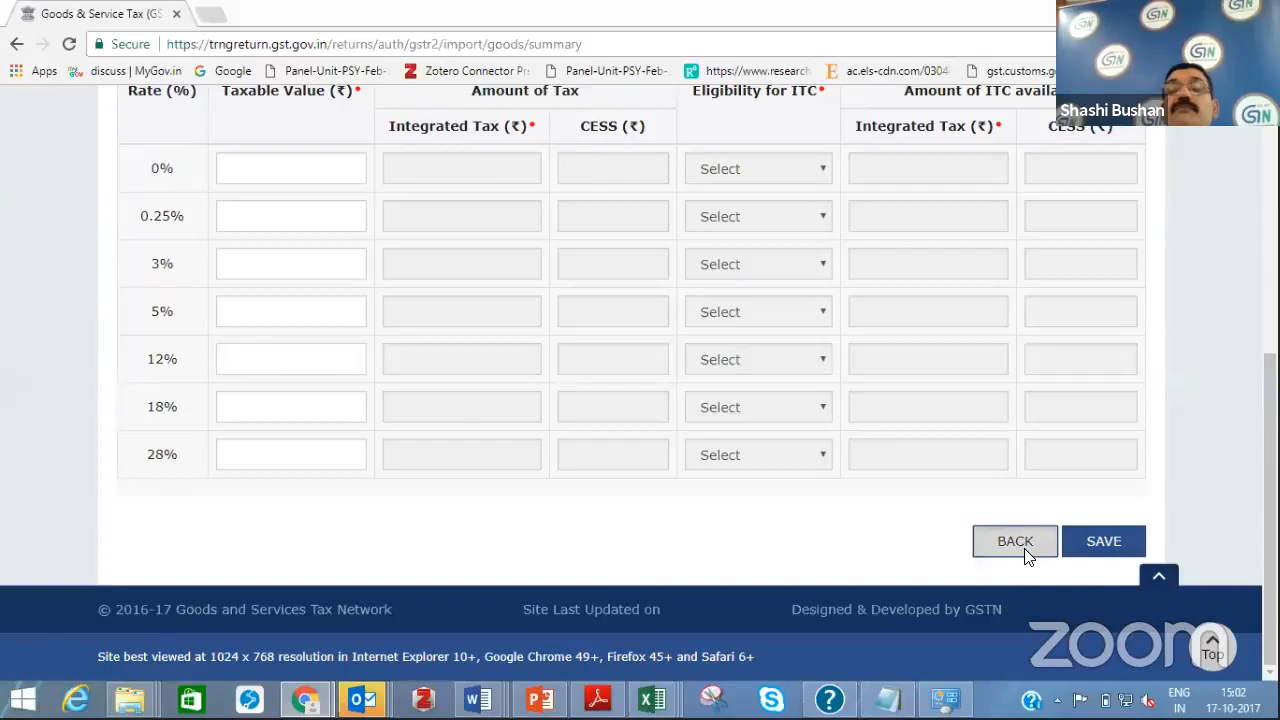 Goods & Service Tax (GS
Secure
https://trngreturn.gst.gov.in/returns/auth/gstr2/import/goods/summary
Apps discuss | MyGov.in Google Panel-Unit-PSY-Feb- Zotero Connector Pr Panel-Unit-PSY-Feb- https://www.research ac.els-cdn.com/0304 gst.customs.go
GSTN
Shashi Bushan
Rate (%) Taxable Value (₹)* Amount of Tax Eligibility for ITC* Amount of ITC availa
Integrated Tax (₹)* CESS (₹) Integrated Tax (₹)* CESS (₹)
0% Select
0.25% Select
3% Select
5% Select
12% Select
18% Select
28% Select
BACK SAVE
© 2016-17 Goods and Services Tax Network Site Last Updated on Designed & Developed by GSTN
Site best viewed at 1024 x 768 resolution in Internet Explorer 10+, Google Chrome 49+, Firefox 45+ and Safari 6+
zoom
Top
ENG
IN
15:02
17-10-2017